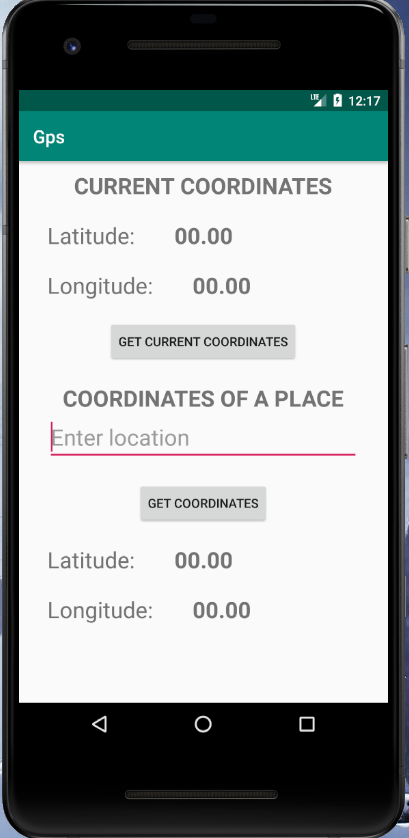 LTE 12:17
Gps
CURRENT COORDINATES
Latitude: 00.00
Longitude: 00.00
GET CURRENT COORDINATES
COORDINATES OF A PLACE
Enter location
GET COORDINATES
Latitude: 00.00
Longitude: 00.00